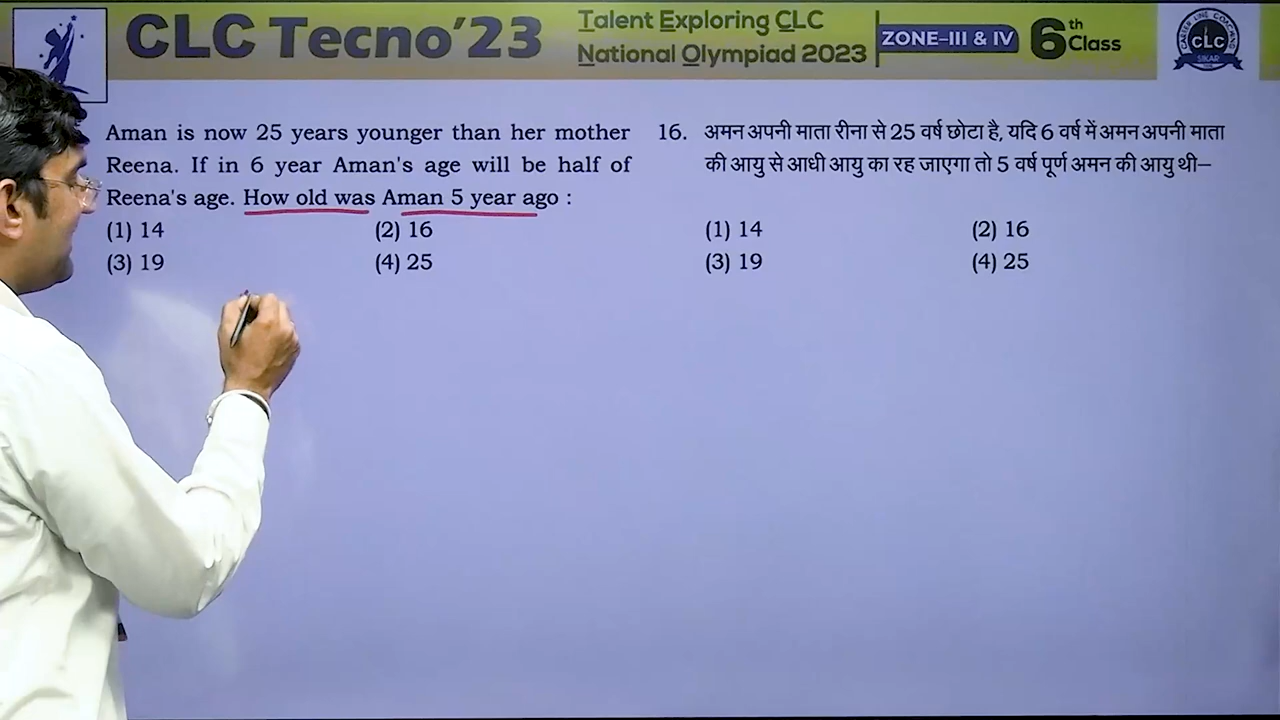 CLC Tecno'23
Talent Exploring CLC
National Olympiad 2023
ZONE-III & IV
6th Class
CAREER LINE COACHING
CLC
SIKAR
Aman is now 25 years younger than her mother
Reena. If in 6 year Aman's age will be half of
Reena's age. How old was Aman 5 year ago :
(1) 14 (2) 16
(3) 19 (4) 25
16. अमन अपनी माता रीना से 25 वर्ष छोटा है, यदि 6 वर्ष में अमन अपनी माता
की आयु से आधी आयु का रह जाएगा तो 5 वर्ष पूर्ण अमन की आयु थी–
(1) 14 (2) 16
(3) 19 (4) 25